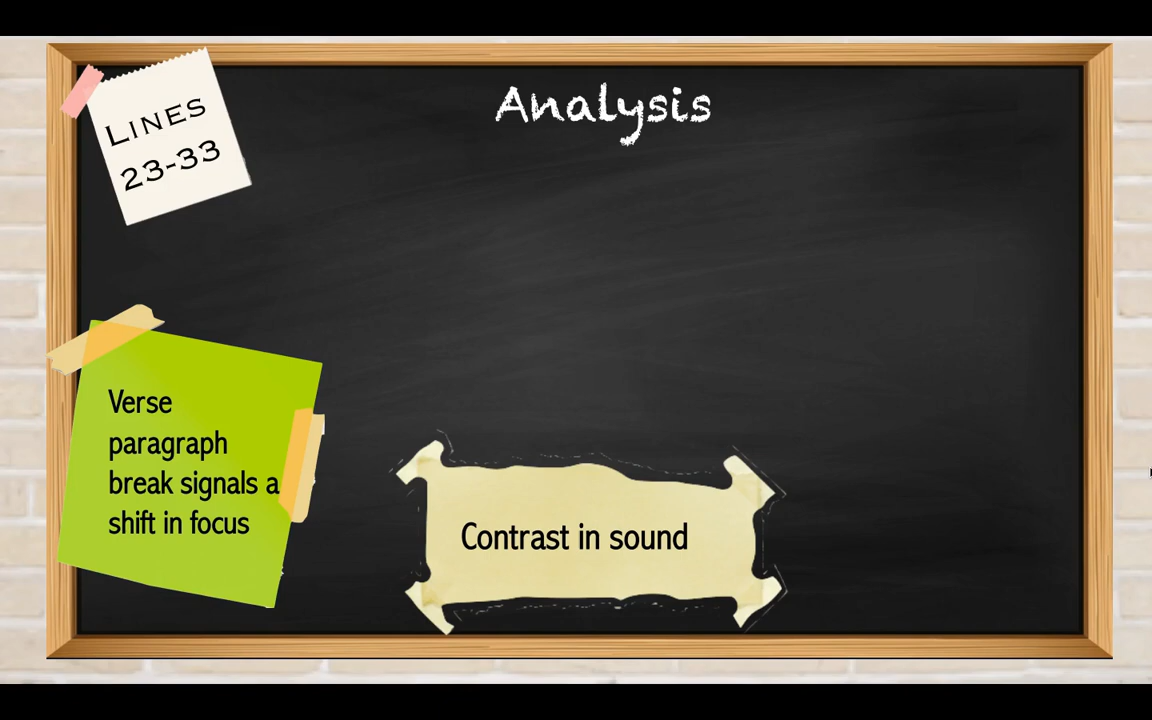 Analysis
LINES
23-33
Verse
paragraph
break signals a
shift in focus
Contrast in sound